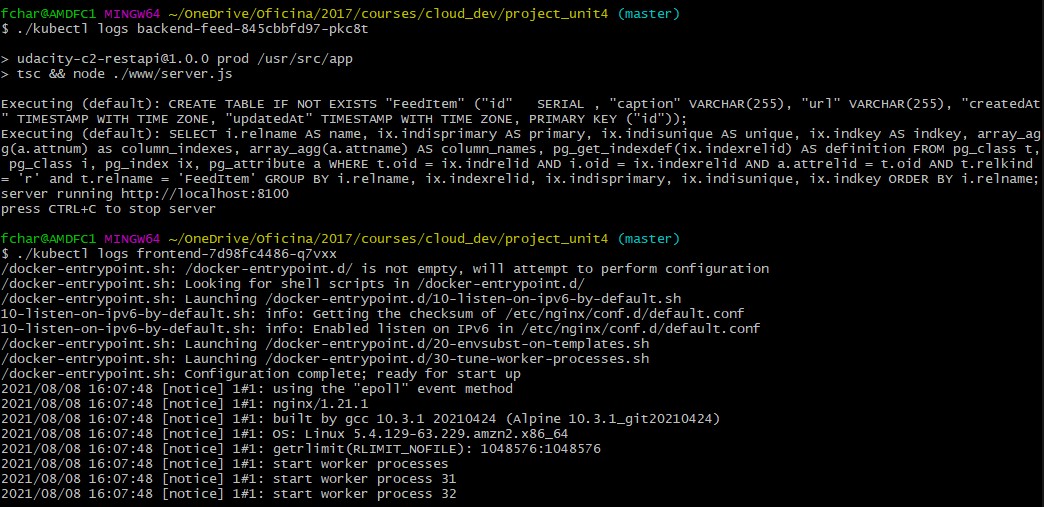 fchar@AMDFC1 MINGW64 ~/OneDrive/Oficina/2017/courses/cloud_dev/project_unit4 (master)
$ ./kubectl logs backend-feed-845cbbfd97-pkc8t
> udacity-c2-restapi@1.0.0 prod /usr/src/app
> tsc && node ./www/server.js
Executing (default): CREATE TABLE IF NOT EXISTS "FeedItem" ("id"   SERIAL , "caption" VARCHAR(255), "url" VARCHAR(255), "createdAt
" TIMESTAMP WITH TIME ZONE, "updatedAt" TIMESTAMP WITH TIME ZONE, PRIMARY KEY ("id"));
Executing (default): SELECT i.relname AS name, ix.indisprimary AS primary, ix.indisunique AS unique, ix.indkey AS indkey, array_ag
g(a.attnum) as column_indexes, array_agg(a.attname) AS column_names, pg_get_indexdef(ix.indexrelid) AS definition FROM pg_class t,
 pg_class i, pg_index ix, pg_attribute a WHERE t.oid = ix.indrelid AND i.oid = ix.indexrelid AND a.attrelid = t.oid AND t.relkind
= 'r' and t.relname = 'FeedItem' GROUP BY i.relname, ix.indexrelid, ix.indisprimary, ix.indisunique, ix.indkey ORDER BY i.relname;
server running http://localhost:8100
press CTRL+C to stop server
fchar@AMDFC1 MINGW64 ~/OneDrive/Oficina/2017/courses/cloud_dev/project_unit4 (master)
$ ./kubectl logs frontend-7d98fc4486-q7vxx
/docker-entrypoint.sh: /docker-entrypoint.d/ is not empty, will attempt to perform configuration
/docker-entrypoint.sh: Looking for shell scripts in /docker-entrypoint.d/
/docker-entrypoint.sh: Launching /docker-entrypoint.d/10-listen-on-ipv6-by-default.sh
10-listen-on-ipv6-by-default.sh: info: Getting the checksum of /etc/nginx/conf.d/default.conf
10-listen-on-ipv6-by-default.sh: info: Enabled listen on IPv6 in /etc/nginx/conf.d/default.conf
/docker-entrypoint.sh: Launching /docker-entrypoint.d/20-envsubst-on-templates.sh
/docker-entrypoint.sh: Launching /docker-entrypoint.d/30-tune-worker-processes.sh
/docker-entrypoint.sh: Configuration complete; ready for start up
2021/08/08 16:07:48 [notice] 1#1: using the "epoll" event method
2021/08/08 16:07:48 [notice] 1#1: nginx/1.21.1
2021/08/08 16:07:48 [notice] 1#1: built by gcc 10.3.1 20210424 (Alpine 10.3.1_git20210424)
2021/08/08 16:07:48 [notice] 1#1: OS: Linux 5.4.129-63.229.amzn2.x86_64
2021/08/08 16:07:48 [notice] 1#1: getrlimit(RLIMIT_NOFILE): 1048576:1048576
2021/08/08 16:07:48 [notice] 1#1: start worker processes
2021/08/08 16:07:48 [notice] 1#1: start worker process 31
2021/08/08 16:07:48 [notice] 1#1: start worker process 32